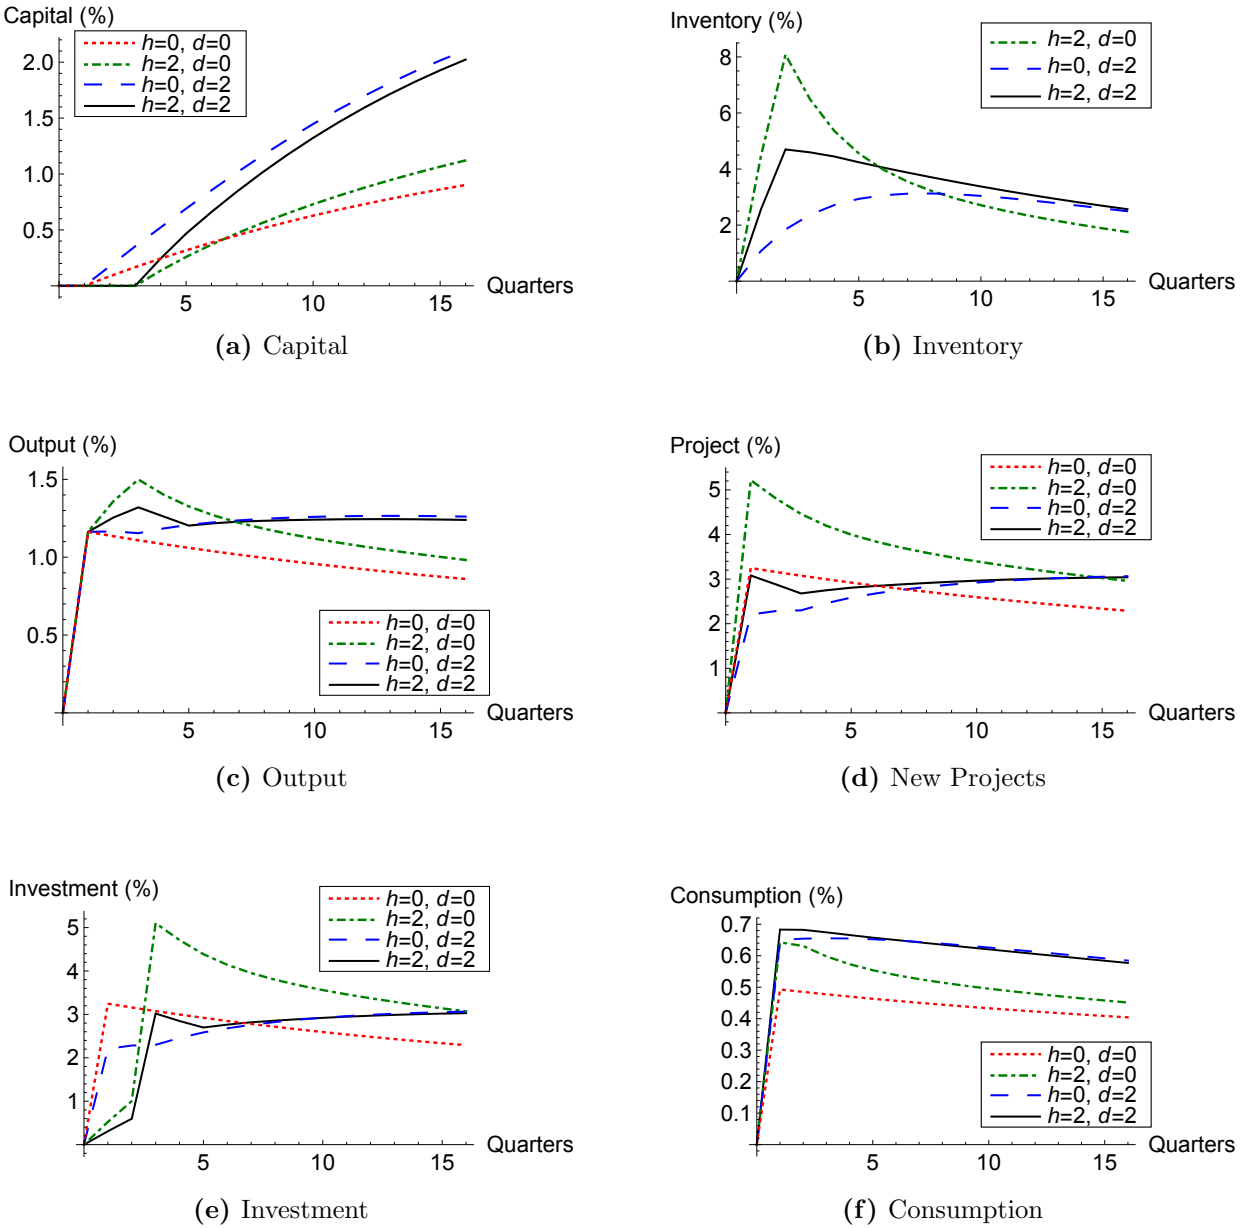 Capital (%)
h=0, d=0
h=2, d=0
h=0, d=2
h=2, d=2
2.0
1.5
1.0
0.5
5
10
15
Quarters
(a) Capital
Inventory (%)
h=2, d=0
h=0, d=2
h=2, d=2
8
6
4
2
5
10
15
Quarters
(b) Inventory
Output (%)
1.5
1.0
0.5
h=0, d=0
h=2, d=0
h=0, d=2
h=2, d=2
5
10
15
Quarters
(c) Output
Project (%)
h=0, d=0
h=2, d=0
h=0, d=2
h=2, d=2
5
4
3
2
1
5
10
15
Quarters
(d) New Projects
Investment (%)
h=0, d=0
h=2, d=0
h=0, d=2
h=2, d=2
5
4
3
2
1
5
10
15
Quarters
(e) Investment
Consumption (%)
0.7
0.6
0.5
0.4
0.3
0.2
0.1
h=0, d=0
h=2, d=0
h=0, d=2
h=2, d=2
5
10
15
Quarters
(f) Consumption